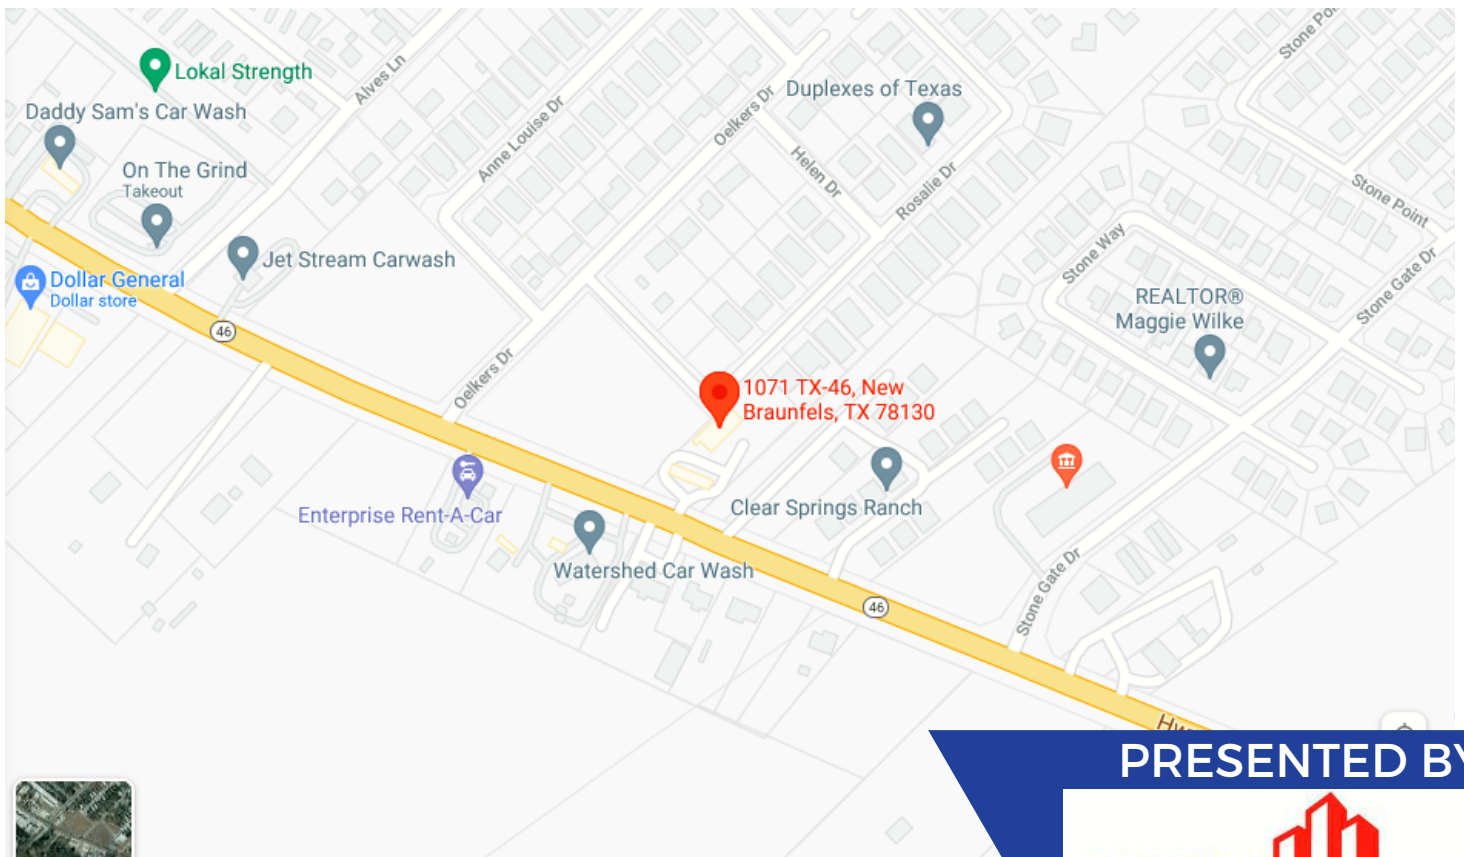 Stone Po
Lokal Strength
Alves Ln
Daddy Sam's Car Wash
Duplexes of Texas
Anne Louise Dr
Oelkers Dr
On The Grind
Takeout
Helen Dr
Rosalie Dr
Stone Point
Stone Way
Stone Gate Dr
Jet Stream Carwash
Dollar General
Dollar store
46
REALTOR®
Maggie Wilke
Oelkers Dr
1071 TX-46, New
Braunfels, TX 78130
Enterprise Rent-A-Car
Clear Springs Ranch
Watershed Car Wash
46
Stone Gate Dr
PRESENTED BY